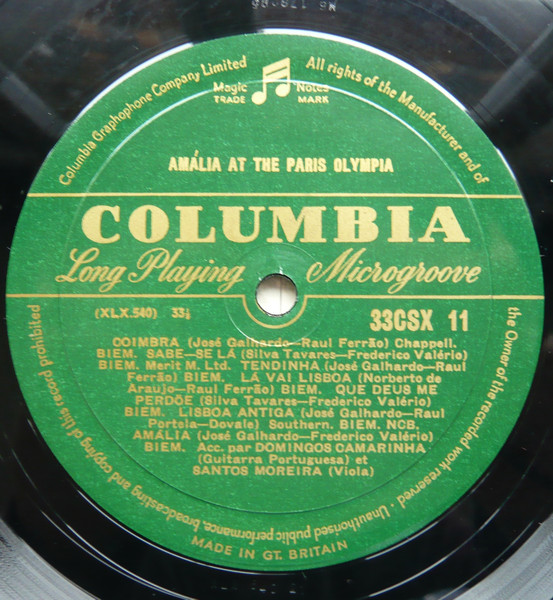 Columbia Graphophone Company Limited
All rights of the Manufacturer and of
the Owner of the recorded work reserved · Unauthorised public performance, broadcasting and copying of this record prohibited
Magic Notes
TRADE MARK
AMÁLIA AT THE PARIS OLYMPIA
COLUMBIA
Long Playing Microgroove
(XLX.540) 33⅓ 33CSX 11
COIMBRA (José Galhardo—Raul Ferrão) Chappell.
BIEM. SABE—SE LÁ (Silva Tavares—Frederico Valério)
BIEM. Merit M. Ltd. TENDINHA (José Galhardo—Raul
Ferrão) BIEM. LÁ VAI LISBOA (Norberto de
Araujo—Raul Ferrão) BIEM. QUE DEUS ME
PERDÖE (Silva Tavares—Frederico Valério)
BIEM. LISBOA ANTIGA (José Galhardo—Raul
Portela—Dovale) Southern. BIEM. NCB.
AMÁLIA (José Galhardo—Frederico Valério)
BIEM. Acc. par DOMINGOS CAMARINHA
(Guitarra Portuguesa) et
SANTOS MOREIRA (Viola)
MADE IN GT. BRITAIN